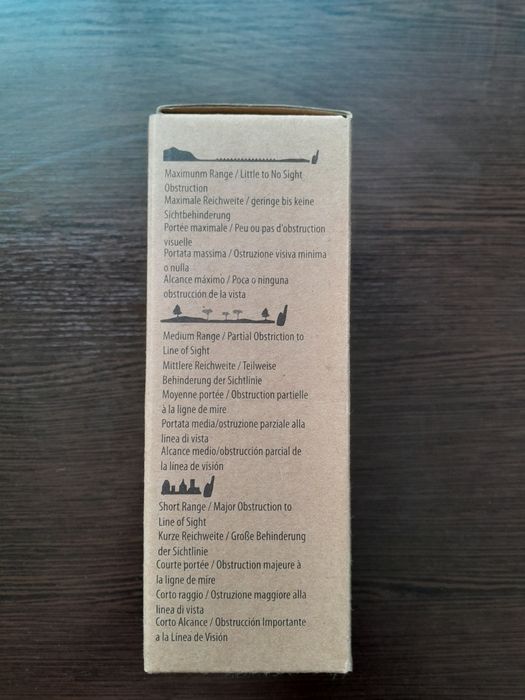 Maximunm Range / Little to No Sight
Obstruction
Maximale Reichweite / geringe bis keine
Sichtbehinderung
Portée maximale / Peu ou pas d'obstruction
visuelle
Portata massima / Ostruzione visiva minima
o nulla
Alcance máximo / Poca o ninguna
obstrucción de la vista
Medium Range / Partial Obstriction to
Line of Sight
Mittlere Reichweite / Teilweise
Behinderung der Sichtlinie
Moyenne portée / Obstruction partielle
à la ligne de mire
Portata media/ostruzione parziale alla
linea di vista
Alcance medio/obstrucción parcial de
la línea de visión
Short Range / Major Obstruction to
Line of Sight
Kurze Reichweite / Große Behinderung
der Sichtlinie
Courte portée / Obstruction majeure à
la ligne de mire
Corto raggio / Ostruzione maggiore alla
linea di vista
Corto Alcance / Obstrucción Importante
a la Línea de Visión